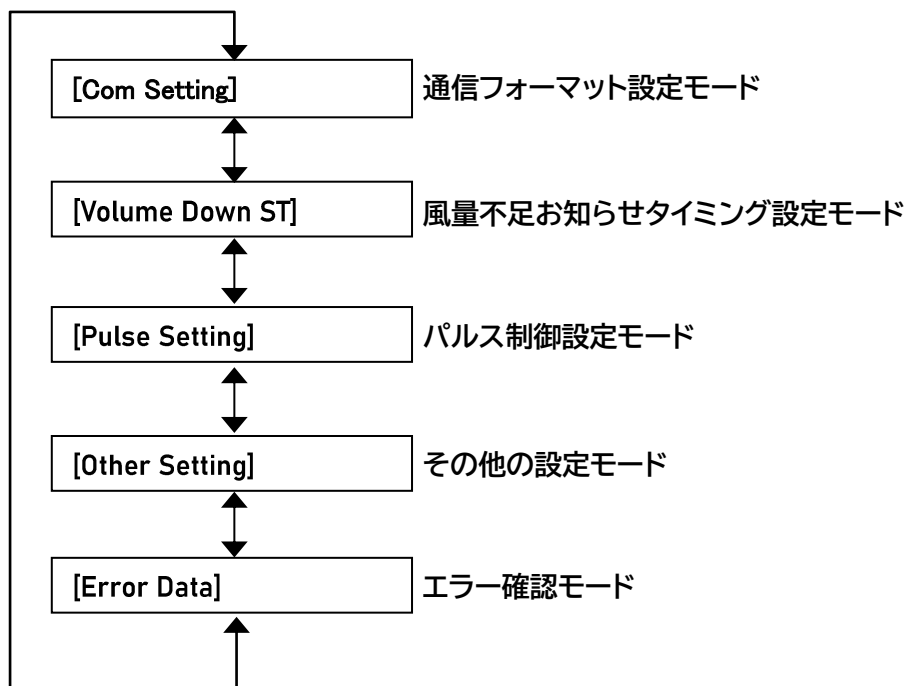 [Com Setting] 通信フォーマット設定モード
[Volume Down ST] 風量不足お知らせタイミング設定モード
[Pulse Setting] パルス制御設定モード
[Other Setting] その他の設定モード
[Error Data] エラー確認モード